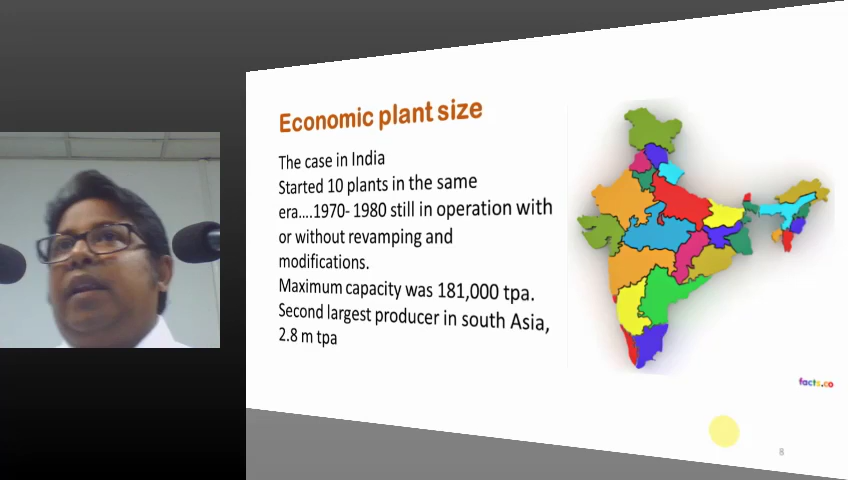 Economic plant size
The case in India
Started 10 plants in the same
era....1970- 1980 still in operation with
or without revamping and
modifications.
Maximum capacity was 181,000 tpa.
Second largest producer in south Asia,
2.8 m tpa
facts.co
8